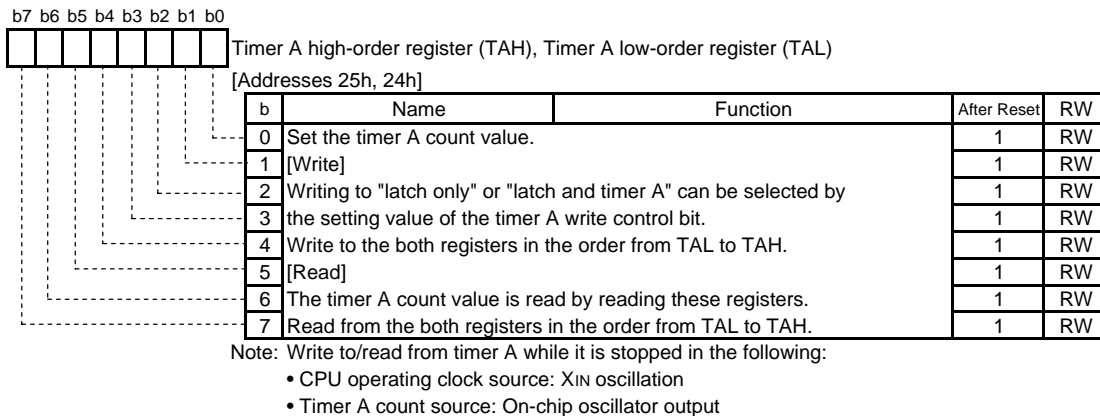 b7 b6 b5 b4 b3 b2 b1 b0
Timer A high-order register (TAH), Timer A low-order register (TAL)
[Addresses 25h, 24h]
b Name Function After Reset RW
0 Set the timer A count value. 1 RW
1 [Write] 1 RW
2 Writing to "latch only" or "latch and timer A" can be selected by 1 RW
3 the setting value of the timer A write control bit. 1 RW
4 Write to the both registers in the order from TAL to TAH. 1 RW
5 [Read] 1 RW
6 The timer A count value is read by reading these registers. 1 RW
7 Read from the both registers in the order from TAL to TAH. 1 RW
Note: Write to/read from timer A while it is stopped in the following:
• CPU operating clock source: XIN oscillation
• Timer A count source: On-chip oscillator output